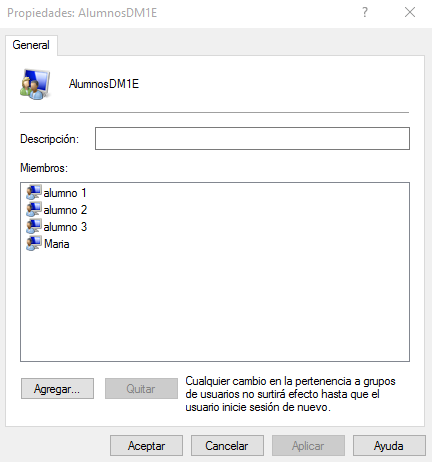 Propiedades: AlumnosDM1E
?
General
AlumnosDM1E
Descripción:
Miembros:
alumno 1
alumno 2
alumno 3
Maria
Agregar...
Quitar
Cualquier cambio en la pertenencia a grupos
de usuarios no surtirá efecto hasta que el
usuario inicie sesión de nuevo.
Aceptar
Cancelar
Aplicar
Ayuda